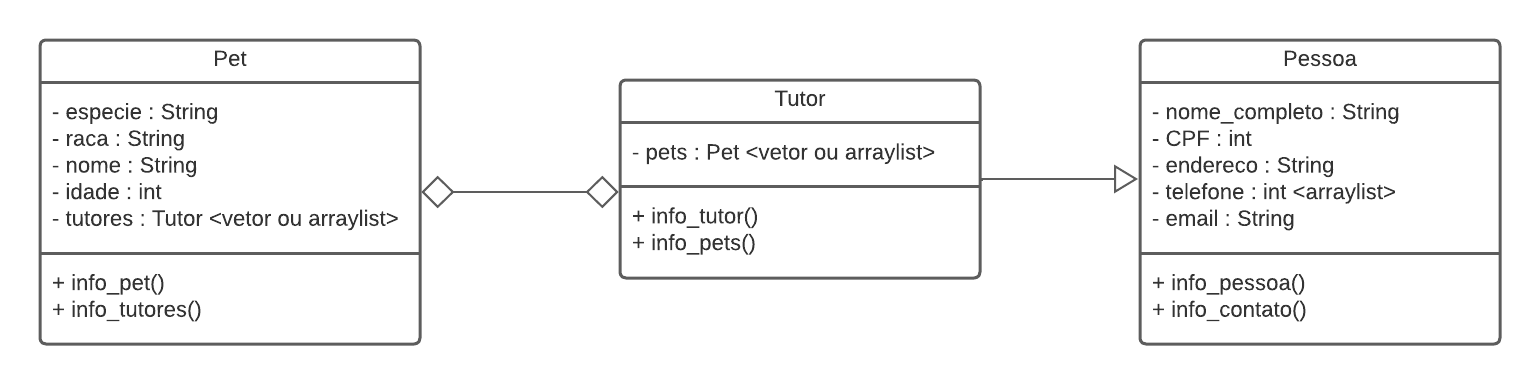 Pet
- especie : String
- raca : String
- nome : String
- idade : int
- tutores : Tutor <vetor ou arraylist>
+ info_pet()
+ info_tutores()
Tutor
- pets : Pet <vetor ou arraylist>
+ info_tutor()
+ info_pets()
Pessoa
- nome_completo : String
- CPF : int
- endereco : String
- telefone : int <arraylist>
- email : String
+ info_pessoa()
+ info_contato()